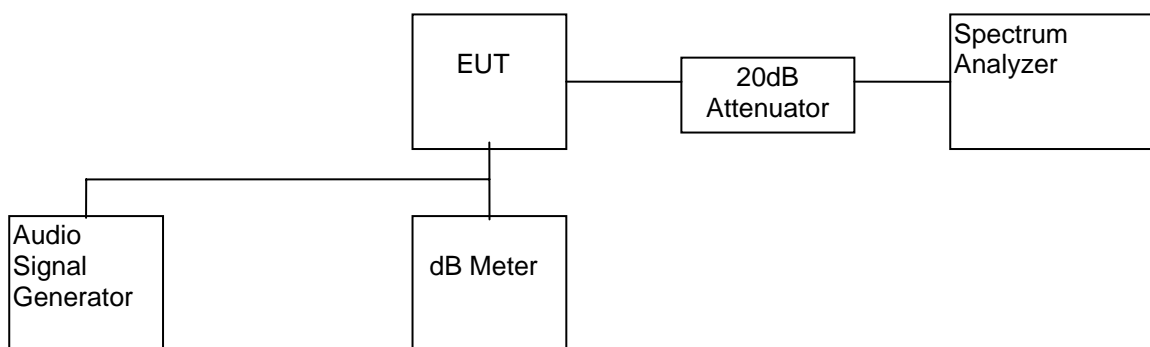 EUT
20dB
Attenuator
Spectrum
Analyzer
Audio
Signal
Generator
dB Meter